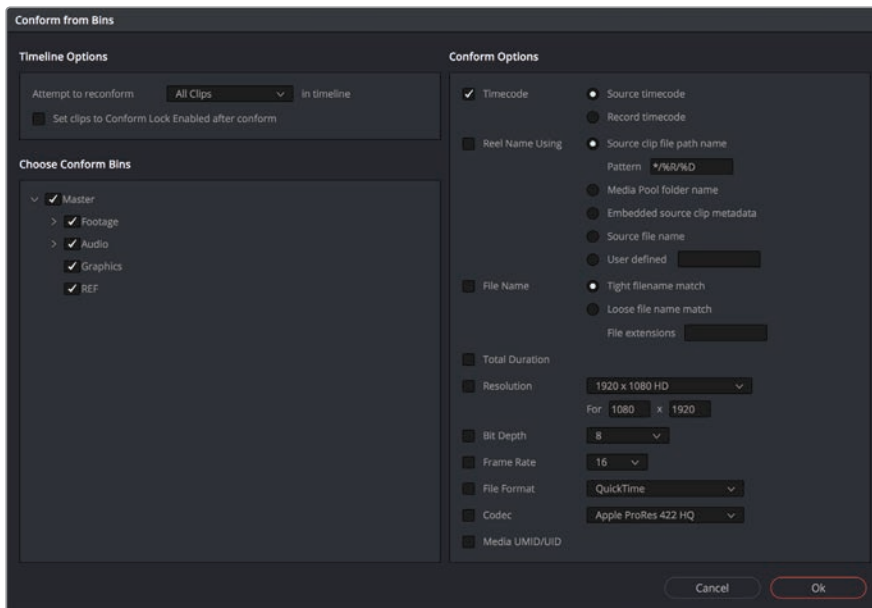 Conform from Bins
Timeline Options
Attempt to reconform All Clips in timeline
Set clips to Conform Lock Enabled after conform
Choose Conform Bins
Master
Footage
Audio
Graphics
REF
Conform Options
Timecode Source timecode
Record timecode
Reel Name Using Source clip file path name
Pattern */%R/%D
Media Pool folder name
Embedded source clip metadata
Source file name
User defined
File Name Tight filename match
Loose file name match
File extensions
Total Duration
Resolution 1920 x 1080 HD
For 1080 x 1920
Bit Depth 8
Frame Rate 16
File Format QuickTime
Codec Apple ProRes 422 HQ
Media UMID/UID
Cancel Ok